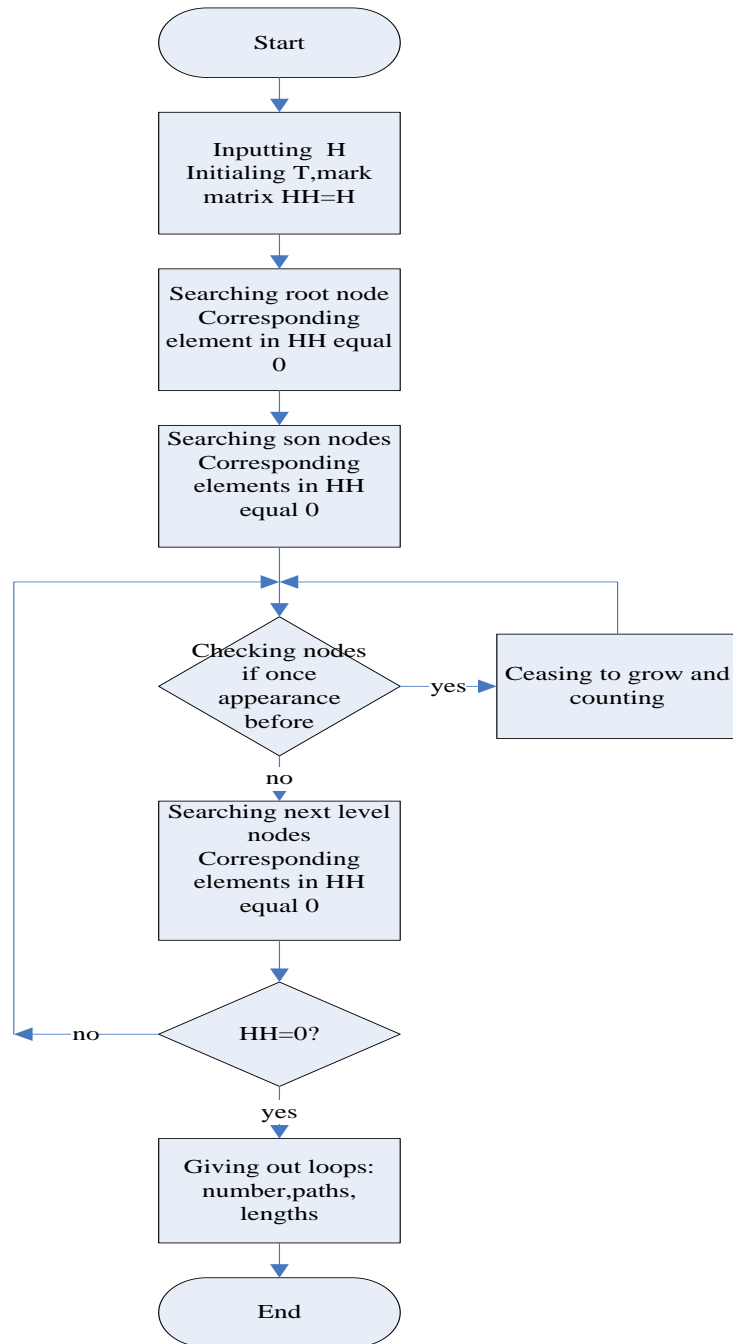 Start
Inputting H
Initialing T,mark
matrix HH=H
Searching root node
Corresponding
element in HH equal
0
Searching son nodes
Corresponding
elements in HH
equal 0
Checking nodes
if once
appearance
before
yes
Ceasing to grow and
counting
no
Searching next level
nodes
Corresponding
elements in HH
equal 0
HH=0?
no
yes
Giving out loops:
number,paths,
lengths
End